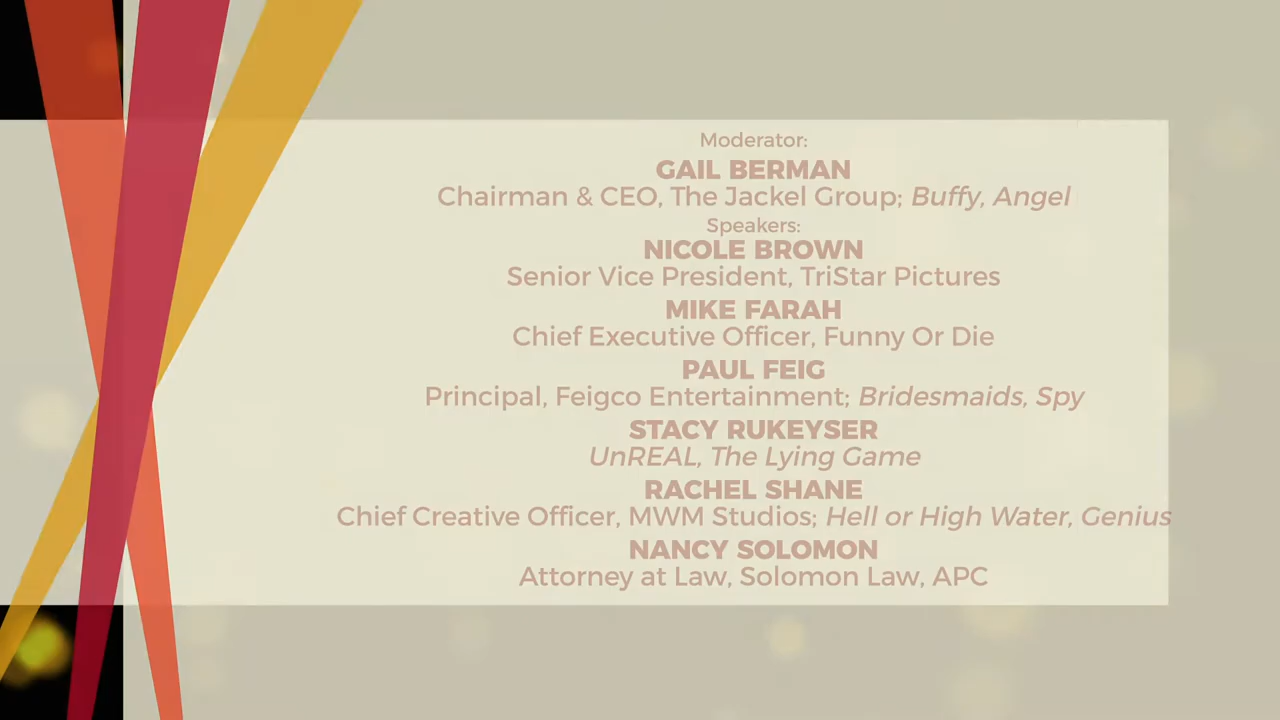 Moderator:
GAIL BERMAN
Chairman & CEO, The Jackel Group; Buffy, Angel
Speakers:
NICOLE BROWN
Senior Vice President, TriStar Pictures
MIKE FARAH
Chief Executive Officer, Funny Or Die
PAUL FEIG
Principal, Feigco Entertainment; Bridesmaids, Spy
STACY RUKEYSER
UnREAL, The Lying Game
RACHEL SHANE
Chief Creative Officer, MWM Studios; Hell or High Water, Genius
NANCY SOLOMON
Attorney at Law, Solomon Law, APC